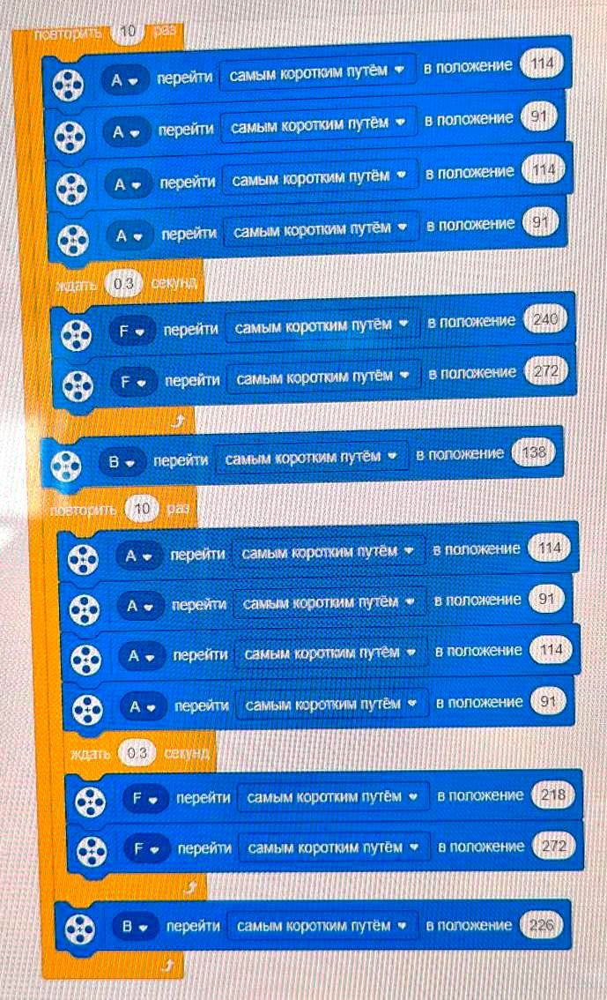 повторить 10 раз
A перейти самым коротким путём в положение 114
A перейти самым коротким путём в положение 91
A перейти самым коротким путём в положение 114
A перейти самым коротким путём в положение 91
ждать 0.3 секунд
F перейти самым коротким путём в положение 240
F перейти самым коротким путём в положение 272
B перейти самым коротким путём в положение 138
повторить 10 раз
A перейти самым коротким путём в положение 114
A перейти самым коротким путём в положение 91
A перейти самым коротким путём в положение 114
A перейти самым коротким путём в положение 91
ждать 0.3 секунд
F перейти самым коротким путём в положение 218
F перейти самым коротким путём в положение 272
B перейти самым коротким путём в положение 226